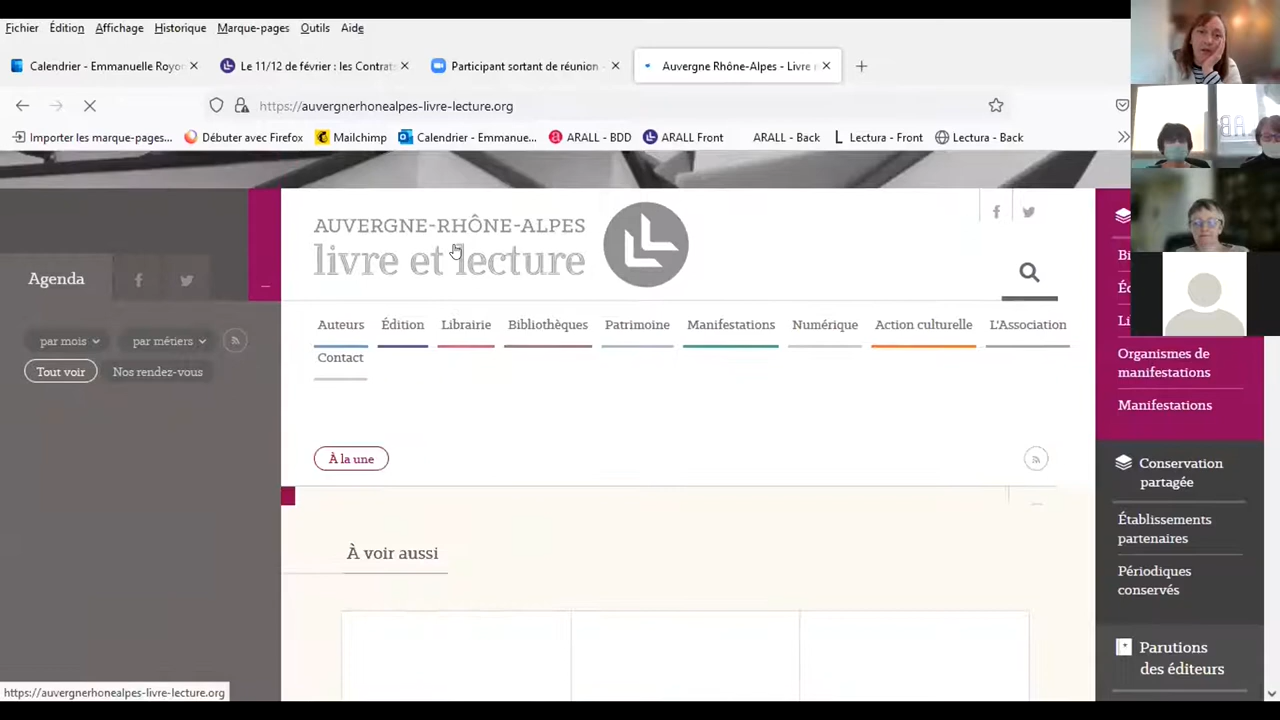 Fichier Édition Affichage Historique Marque-pages Outils Aide
Calendrier - Emmanuelle Royo
Le 11/12 de février : les Contrats
Participant sortant de réunion -
Auvergne Rhône-Alpes - Livre
https://auvergnerhonealpes-livre-lecture.org
Importer les marque-pages... Débuter avec Firefox Mailchimp Calendrier - Emmanue... ARALL - BDD ARALL Front ARALL - Back Lectura - Front Lectura - Back
AUVERGNE-RHÔNE-ALPES
livre et lecture
Agenda
par mois par métiers
Tout voir Nos rendez-vous
Auteurs Édition Librairie Bibliothèques Patrimoine Manifestations Numérique Action culturelle L'Association
Contact
À la une
À voir aussi
Bi
Éc
Li
Organismes de
manifestations
Manifestations
Conservation
partagée
Établissements
partenaires
Périodiques
conservés
Parutions
des éditeurs
https://auvergnerhonealpes-livre-lecture.org